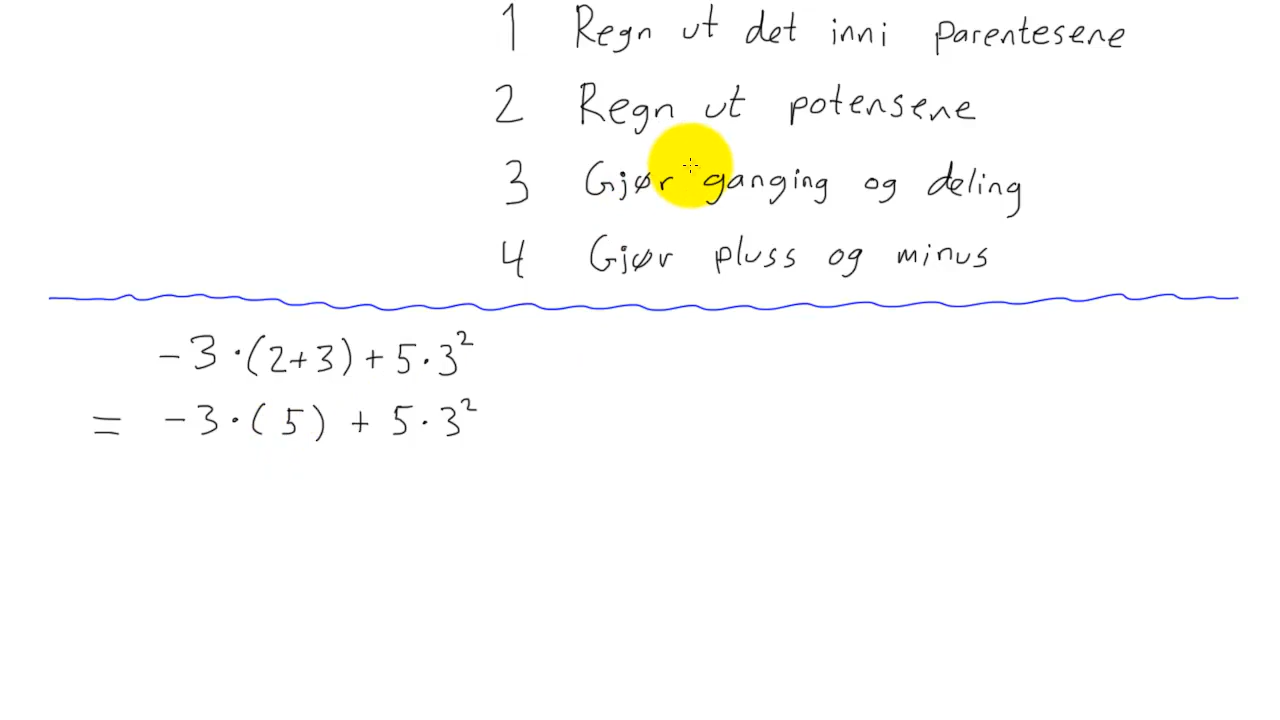 1 Regn ut det inni parentesene
2 Regn ut potensene
3 Gjør ganging og deling
4 Gjør pluss og minus
-3·(2+3)+5·3²
= -3·(5) + 5·3²